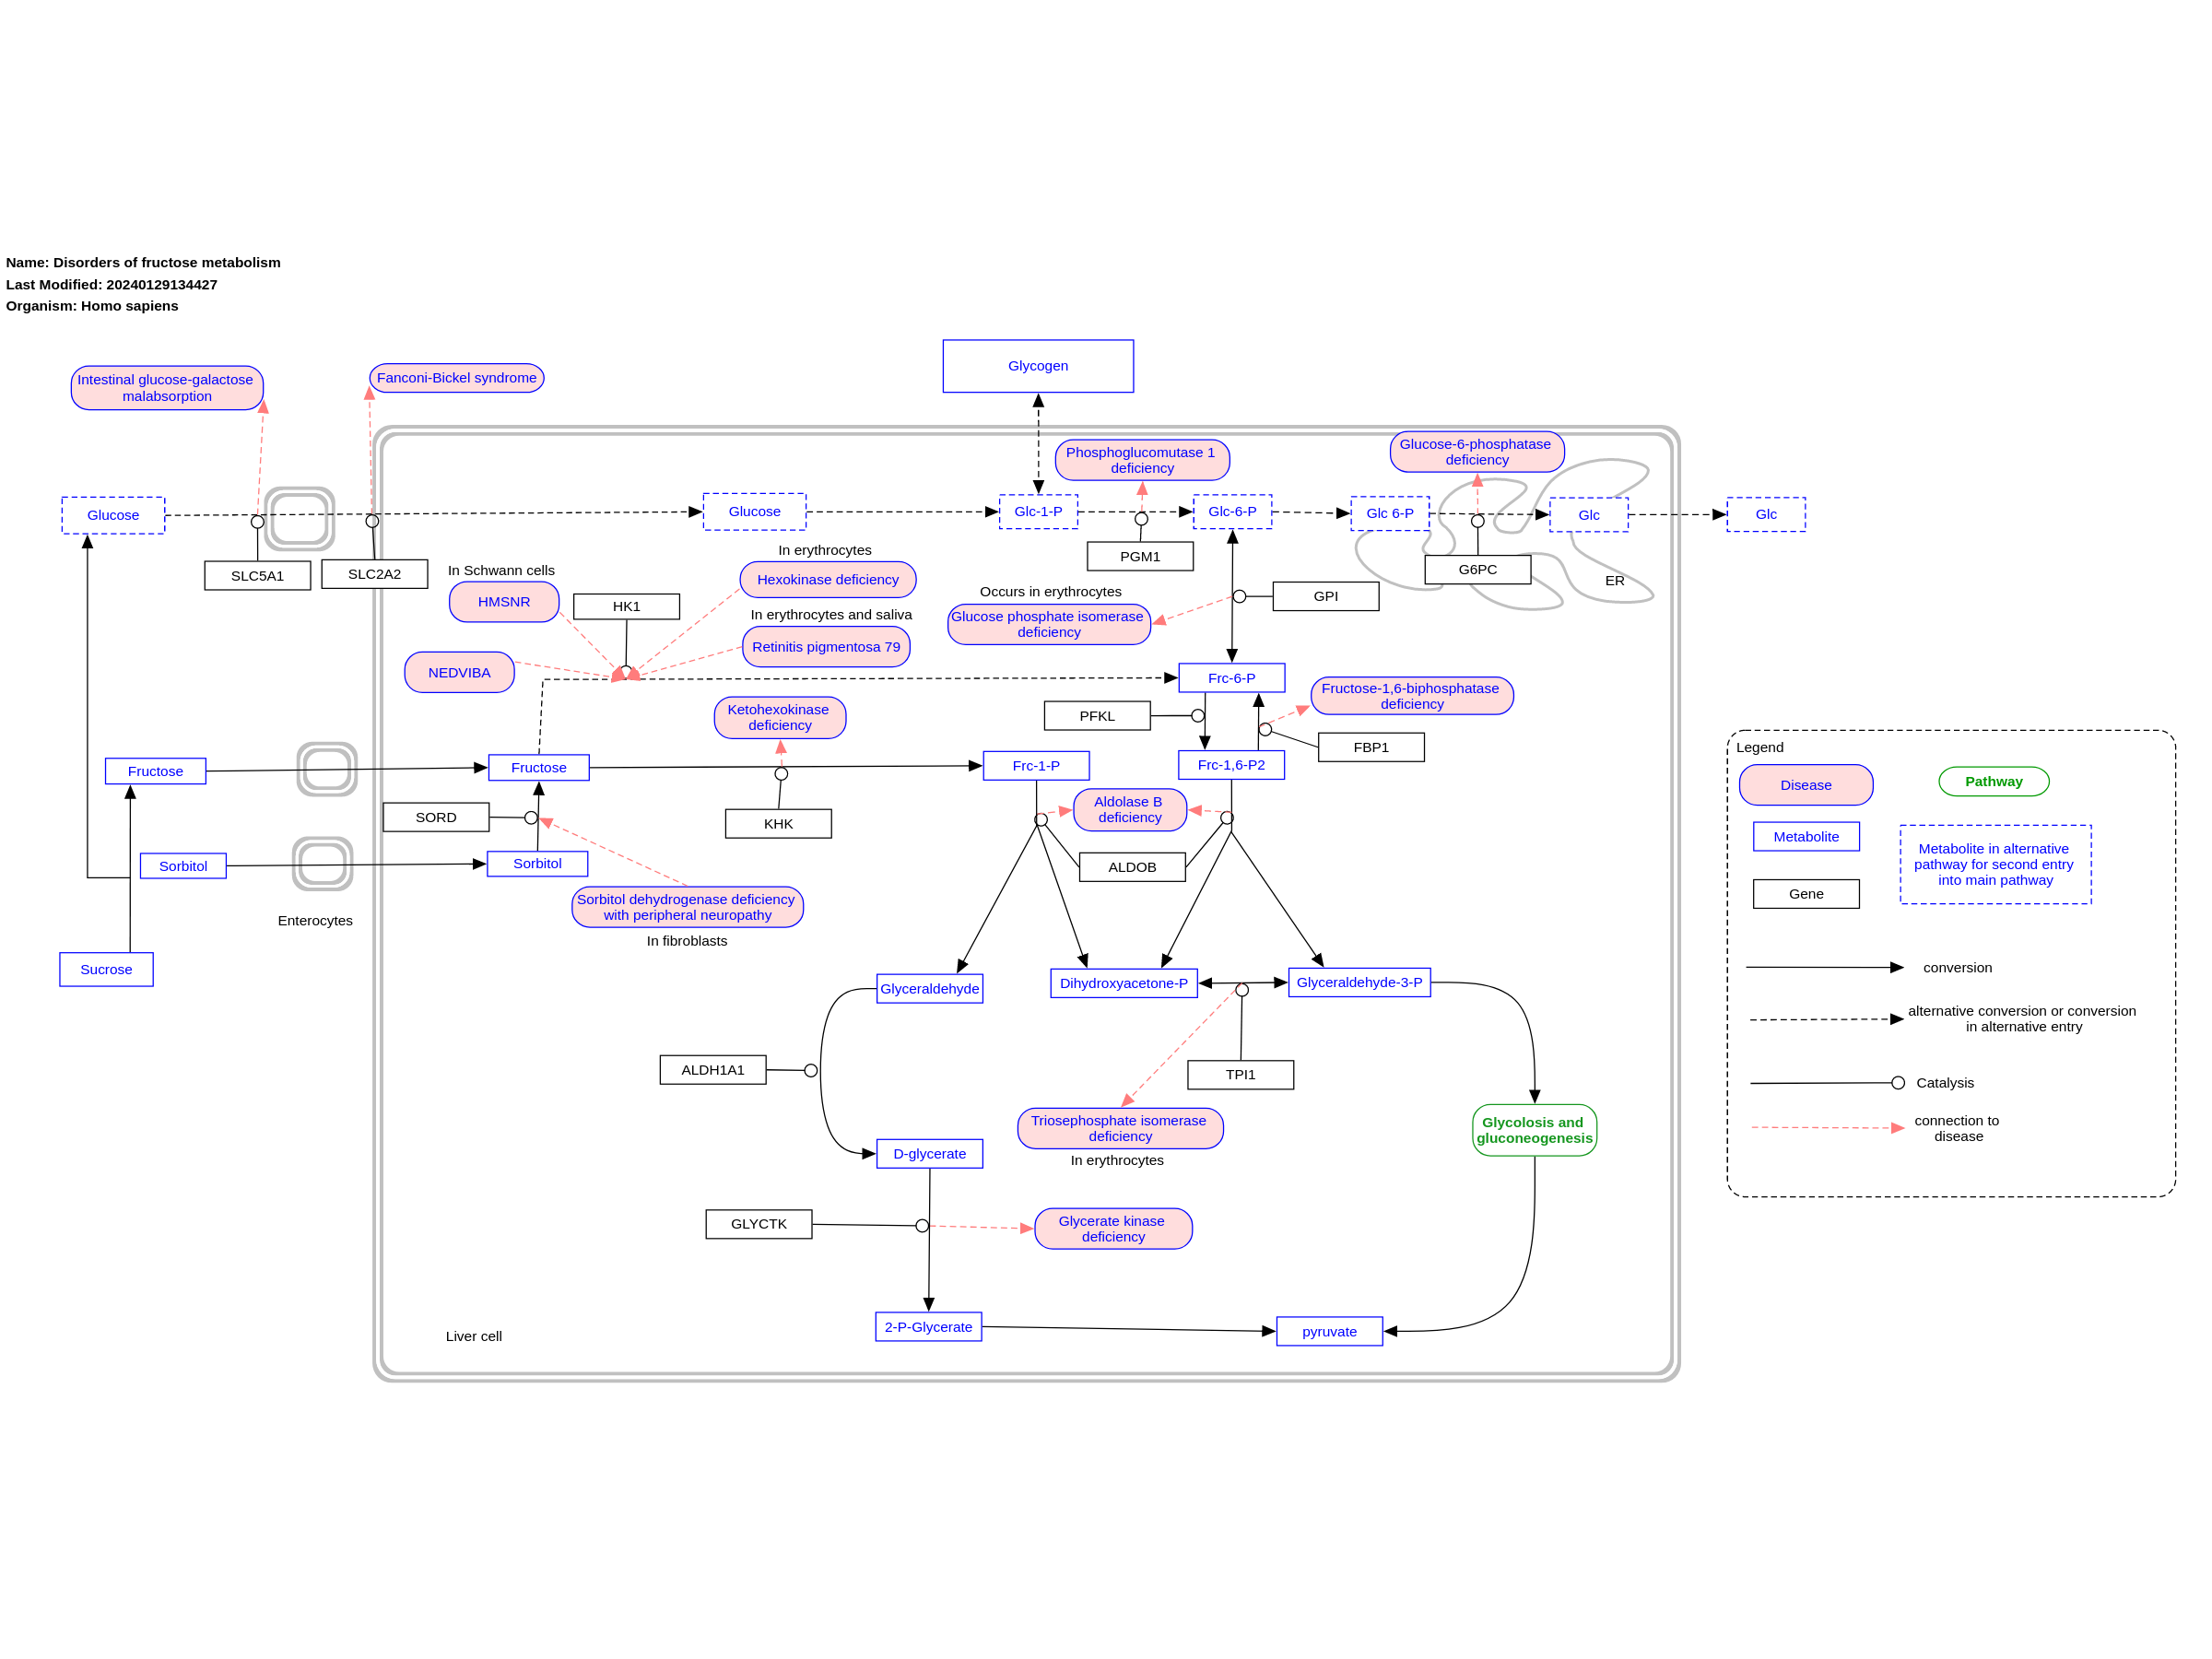 Name: Disorders of fructose metabolism
Last Modified: 20240129134427
Organism: Homo sapiens
Glycogen
Intestinal glucose-galactose
malabsorption
Fanconi-Bickel syndrome
Phosphoglucomutase 1
deficiency
Glucose-6-phosphatase
deficiency
Glucose
Glucose
Glc-1-P
Glc-6-P
Glc 6-P
Glc
Glc
SLC5A1
SLC2A2
PGM1
G6PC
ER
In erythrocytes
In Schwann cells
Hexokinase deficiency
HMSNR
HK1
Occurs in erythrocytes
GPI
In erythrocytes and saliva
Glucose phosphate isomerase
deficiency
Retinitis pigmentosa 79
NEDVIBA
Frc-6-P
Ketohexokinase
deficiency
PFKL
Fructose-1,6-biphosphatase
deficiency
FBP1
Fructose
Fructose
Frc-1-P
Frc-1,6-P2
SORD
KHK
Aldolase B
deficiency
Sorbitol
Sorbitol
ALDOB
Sorbitol dehydrogenase deficiency
with peripheral neuropathy
In fibroblasts
Enterocytes
Sucrose
Glyceraldehyde
Dihydroxyacetone-P
Glyceraldehyde-3-P
ALDH1A1
TPI1
Triosephosphate isomerase
deficiency
In erythrocytes
Glycolosis and
gluconeogenesis
D-glycerate
GLYCTK
Glycerate kinase
deficiency
2-P-Glycerate
pyruvate
Liver cell
Legend
Disease
Pathway
Metabolite
Metabolite in alternative
pathway for second entry
into main pathway
Gene
conversion
alternative conversion or conversion
in alternative entry
Catalysis
connection to
disease